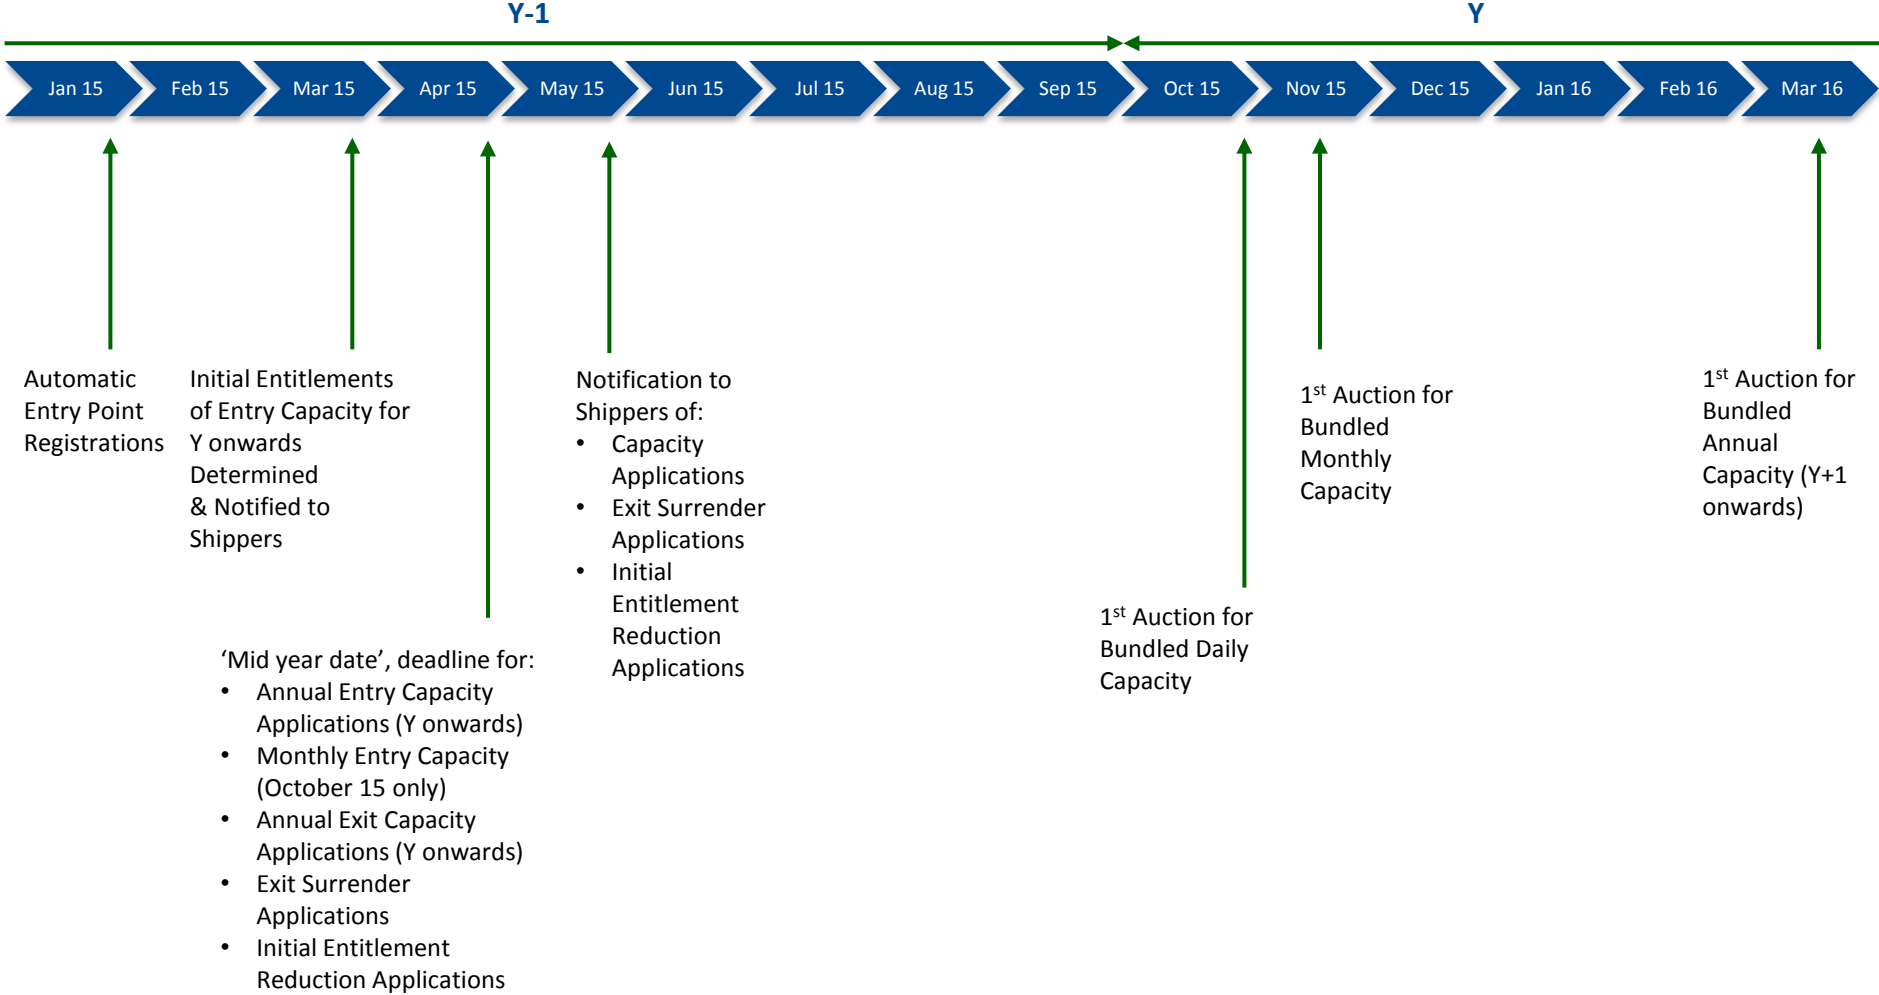 Y-1
Y
Jan 15
Feb 15
Mar 15
Apr 15
May 15
Jun 15
Jul 15
Aug 15
Sep 15
Oct 15
Nov 15
Dec 15
Jan 16
Feb 16
Mar 16
Automatic
Entry Point
Registrations
Initial Entitlements
of Entry Capacity for
Y onwards
Determined
& Notified to
Shippers
‘Mid year date’, deadline for:
• Annual Entry Capacity
Applications (Y onwards)
• Monthly Entry Capacity
(October 15 only)
• Annual Exit Capacity
Applications (Y onwards)
• Exit Surrender
Applications
• Initial Entitlement
Reduction Applications
Notification to
Shippers of:
• Capacity
Applications
• Exit Surrender
Applications
• Initial
Entitlement
Reduction
Applications
1st Auction for
Bundled Daily
Capacity
1st Auction for
Bundled
Monthly
Capacity
1st Auction for
Bundled
Annual
Capacity (Y+1
onwards)